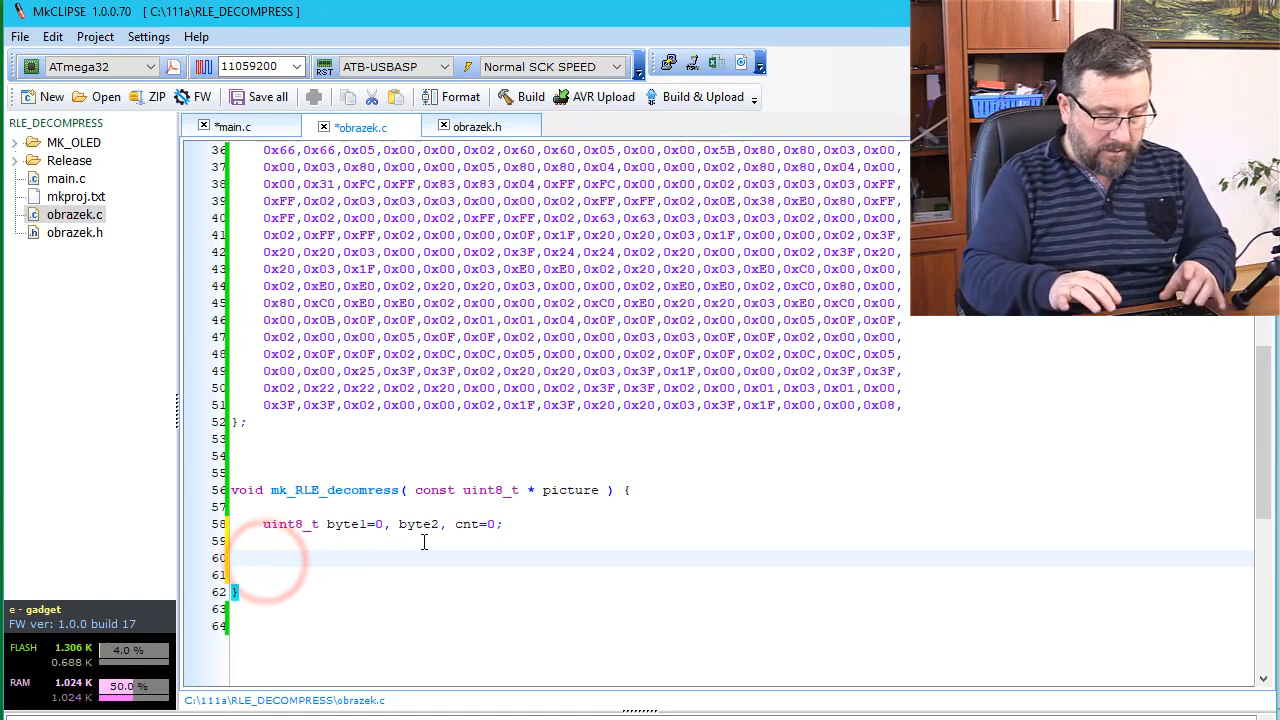 MkCLIPSE 1.0.0.70 [ C:\111a\RLE_DECOMPRESS ]
File Edit Project Settings Help
ATmega32 11059200 RST ATB-USBASP Normal SCK SPEED
New Open ZIP FW Save all Format Build AVR Upload Build & Upload
RLE_DECOMPRESS
MK_OLED
Release
main.c
mkproj.txt
obrazek.c
obrazek.h
*main.c *obrazek.c obrazek.h
36 0x66,0x66,0x05,0x00,0x00,0x02,0x60,0x60,0x05,0x00,0x00,0x5B,0x80,0x80,0x03,0x00,
37 0x00,0x03,0x80,0x00,0x00,0x05,0x80,0x80,0x04,0x00,0x00,0x02,0x80,0x80,0x04,0x00,
38 0x00,0x31,0xFC,0xFF,0x83,0x83,0x04,0xFF,0xFC,0x00,0x00,0x02,0x03,0x03,0x03,0xFF,
39 0xFF,0x02,0x03,0x03,0x03,0x00,0x00,0x02,0xFF,0xFF,0x02,0x0E,0x38,0xE0,0x80,0xFF,
40 0xFF,0x02,0x00,0x00,0x02,0xFF,0xFF,0x02,0x63,0x63,0x03,0x03,0x03,0x02,0x00,0x00,
41 0x02,0xFF,0xFF,0x02,0x00,0x00,0x0F,0x1F,0x20,0x20,0x03,0x1F,0x00,0x00,0x02,0x3F,
42 0x20,0x20,0x03,0x00,0x00,0x02,0x3F,0x24,0x24,0x02,0x20,0x00,0x00,0x02,0x3F,0x20,
43 0x20,0x03,0x1F,0x00,0x00,0x03,0xE0,0xE0,0x02,0x20,0x20,0x03,0xE0,0xC0,0x00,0x00,
44 0x02,0xE0,0xE0,0x02,0x20,0x20,0x03,0x00,0x00,0x02,0xE0,0xE0,0x02,0xC0,0x80,0x00,
45 0x80,0xC0,0xE0,0xE0,0x02,0x00,0x00,0x02,0xC0,0xE0,0x20,0x20,0x03,0xE0,0xC0,0x00,
46 0x00,0x0B,0x0F,0x0F,0x02,0x01,0x01,0x04,0x0F,0x0F,0x02,0x00,0x00,0x05,0x0F,0x0F,
47 0x02,0x00,0x00,0x05,0x0F,0x0F,0x02,0x00,0x00,0x03,0x03,0x0F,0x0F,0x02,0x00,0x00,
48 0x02,0x0F,0x0F,0x02,0x0C,0x0C,0x05,0x00,0x00,0x02,0x0F,0x0F,0x02,0x0C,0x0C,0x05,
49 0x00,0x00,0x25,0x3F,0x3F,0x02,0x20,0x20,0x03,0x3F,0x1F,0x00,0x00,0x02,0x3F,0x3F,
50 0x02,0x22,0x22,0x02,0x20,0x00,0x00,0x02,0x3F,0x3F,0x02,0x00,0x01,0x03,0x01,0x00,
51 0x3F,0x3F,0x02,0x00,0x00,0x02,0x1F,0x3F,0x20,0x20,0x03,0x3F,0x1F,0x00,0x00,0x08,
52 };
53
54
55
56 void mk_RLE_decomress( const uint8_t * picture ) {
57
58 uint8_t byte1=0, byte2, cnt=0;
59
60
61
62 }
63
64
e - gadget
FW ver: 1.0.0 build 17
FLASH 1.306 K 4.0 %
0.688 K
RAM 1.024 K 50.0 %
1.024 K
C:\111a\RLE_DECOMPRESS\obrazek.c